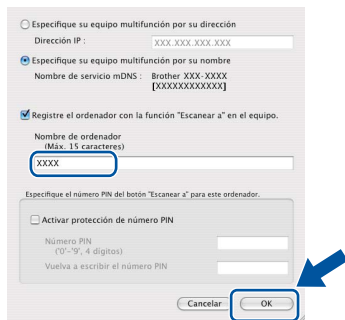 Especifique su equipo multifunción por su dirección
Dirección IP :
XXX.XXX.XXX.XXX
Especifique su equipo multifunción por su nombre
Nombre de servicio mDNS : Brother XXX-XXXX
[XXXXXXXXXXXX]
Registre el ordenador con la función "Escanear a" en el equipo.
Nombre de ordenador
(Máx. 15 caracteres)
XXXX
Especifique el número PIN del botón "Escanear a" para este ordenador.
Activar protección de número PIN
Número PIN
('0'-'9', 4 dígitos)
Vuelva a escribir el número PIN
Cancelar
OK